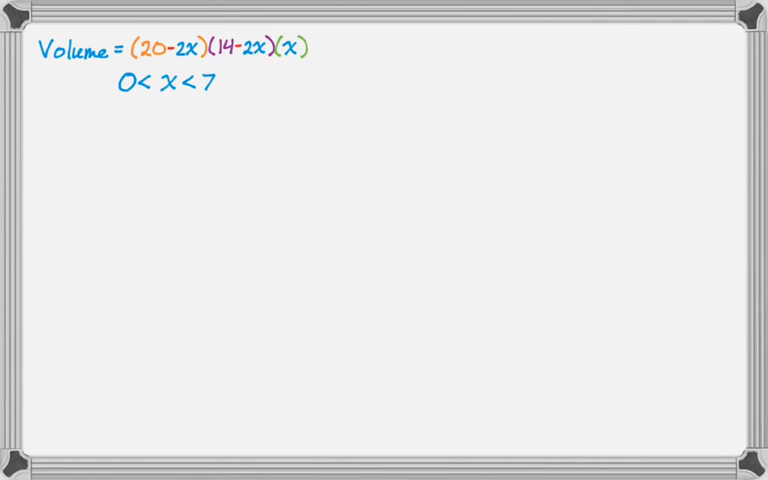 Volume = (20-2x)(14-2x)(x)
0< x < 7